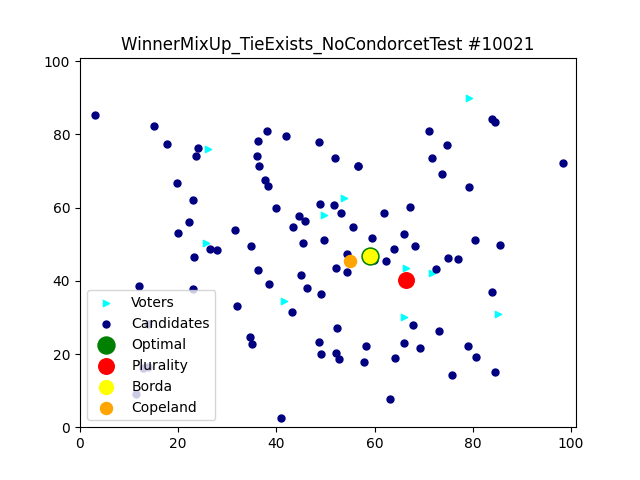 WinnerMixUp_TieExists_NoCondorcetTest #10021
100
80
60
40
20
0
Voters
Candidates
Optimal
Plurality
Borda
Copeland
0 20 40 60 80 100